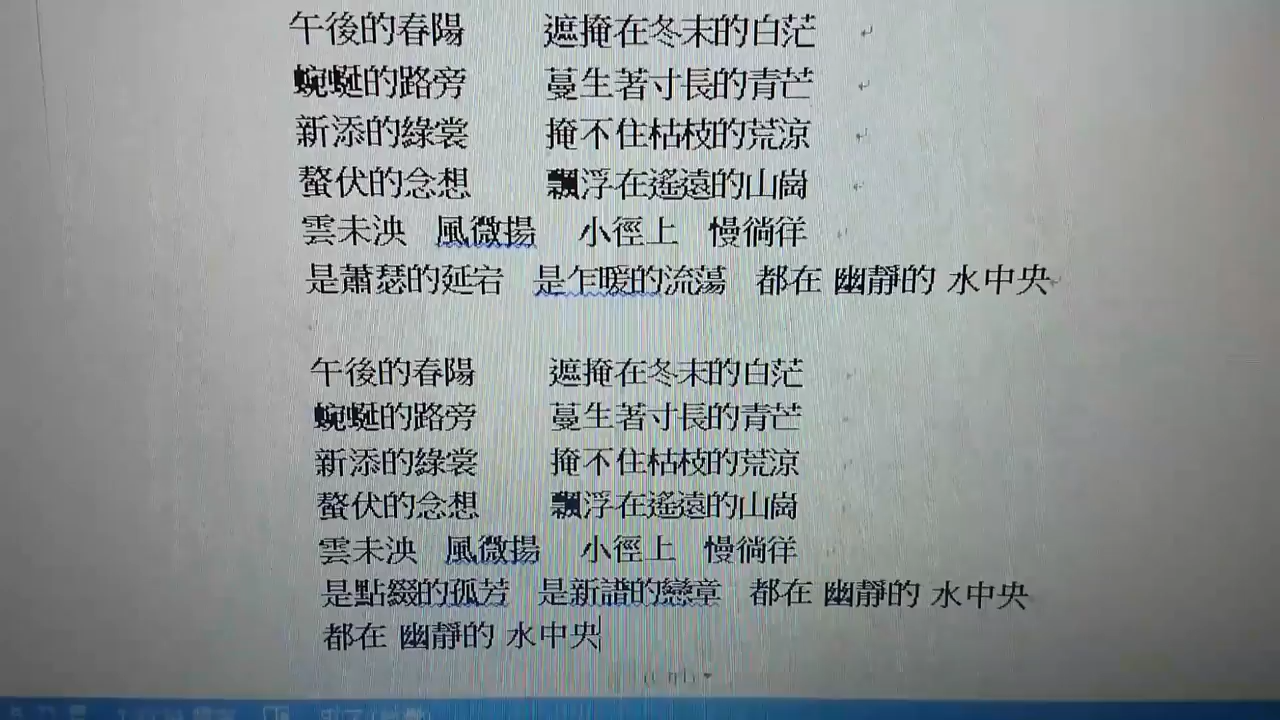 午後的春陽 遮掩在冬末的白茫
蜿蜒的路旁 蔓生著寸長的青芒
新添的綠裳 掩不住枯枝的荒涼
螯伏的念想 飄浮在遙遠的山崗
雲未泱 風微揚 小徑上 慢徜徉
是蕭瑟的延宕 是乍暖的流蕩 都在 幽靜的 水中央
午後的春陽 遮掩在冬末的白茫
蜿蜒的路旁 蔓生著寸長的青芒
新添的綠裳 掩不住枯枝的荒涼
螯伏的念想 飄浮在遙遠的山崗
雲未泱 風微揚 小徑上 慢徜徉
是點綴的孤芳 是新譜的戀章 都在 幽靜的 水中央
都在 幽靜的 水中央